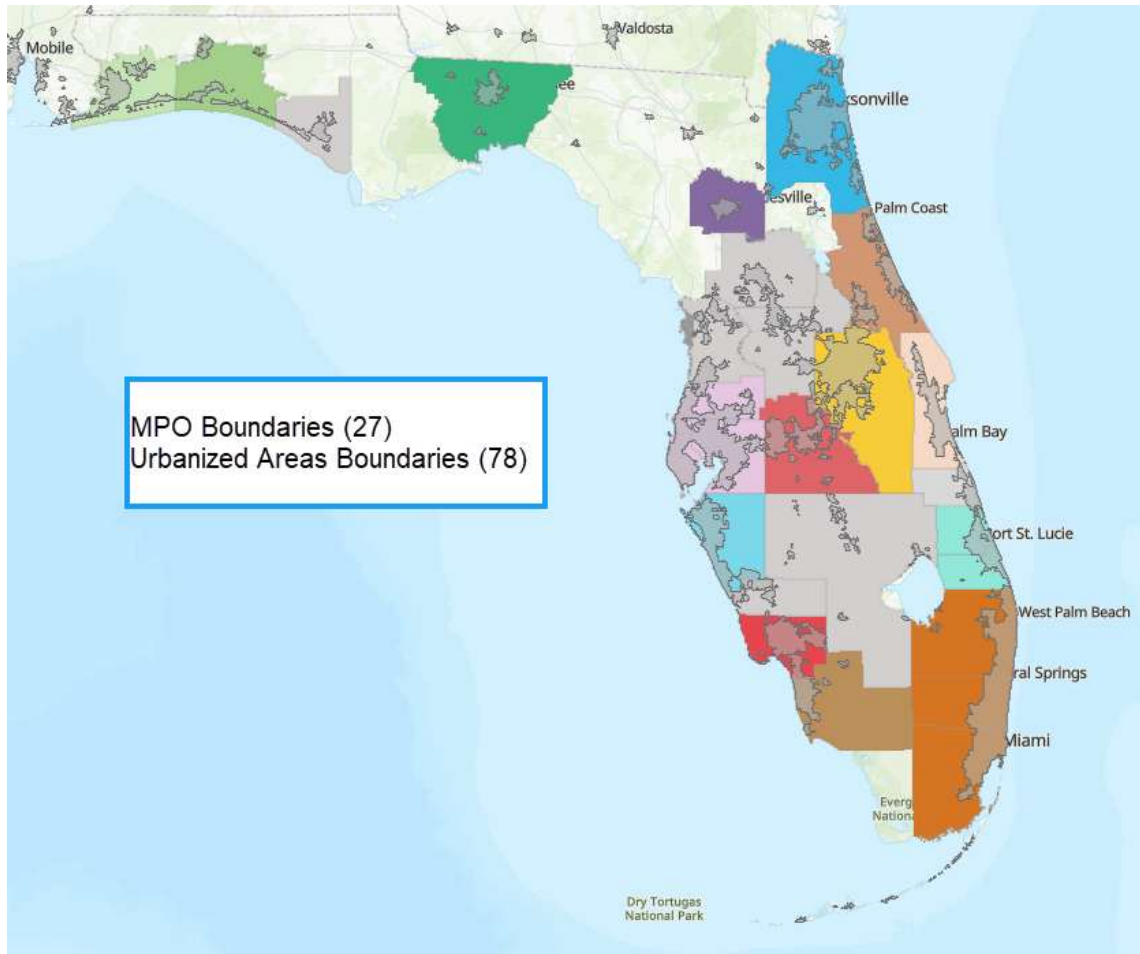 Mobile
Valdosta
ee
ksonville
esville
Palm Coast
MPO Boundaries (27)
Urbanized Areas Boundaries (78)
alm Bay
ort St. Lucie
West Palm Beach
ral Springs
Miami
Everg
Nationa
Dry Tortugas
National Park